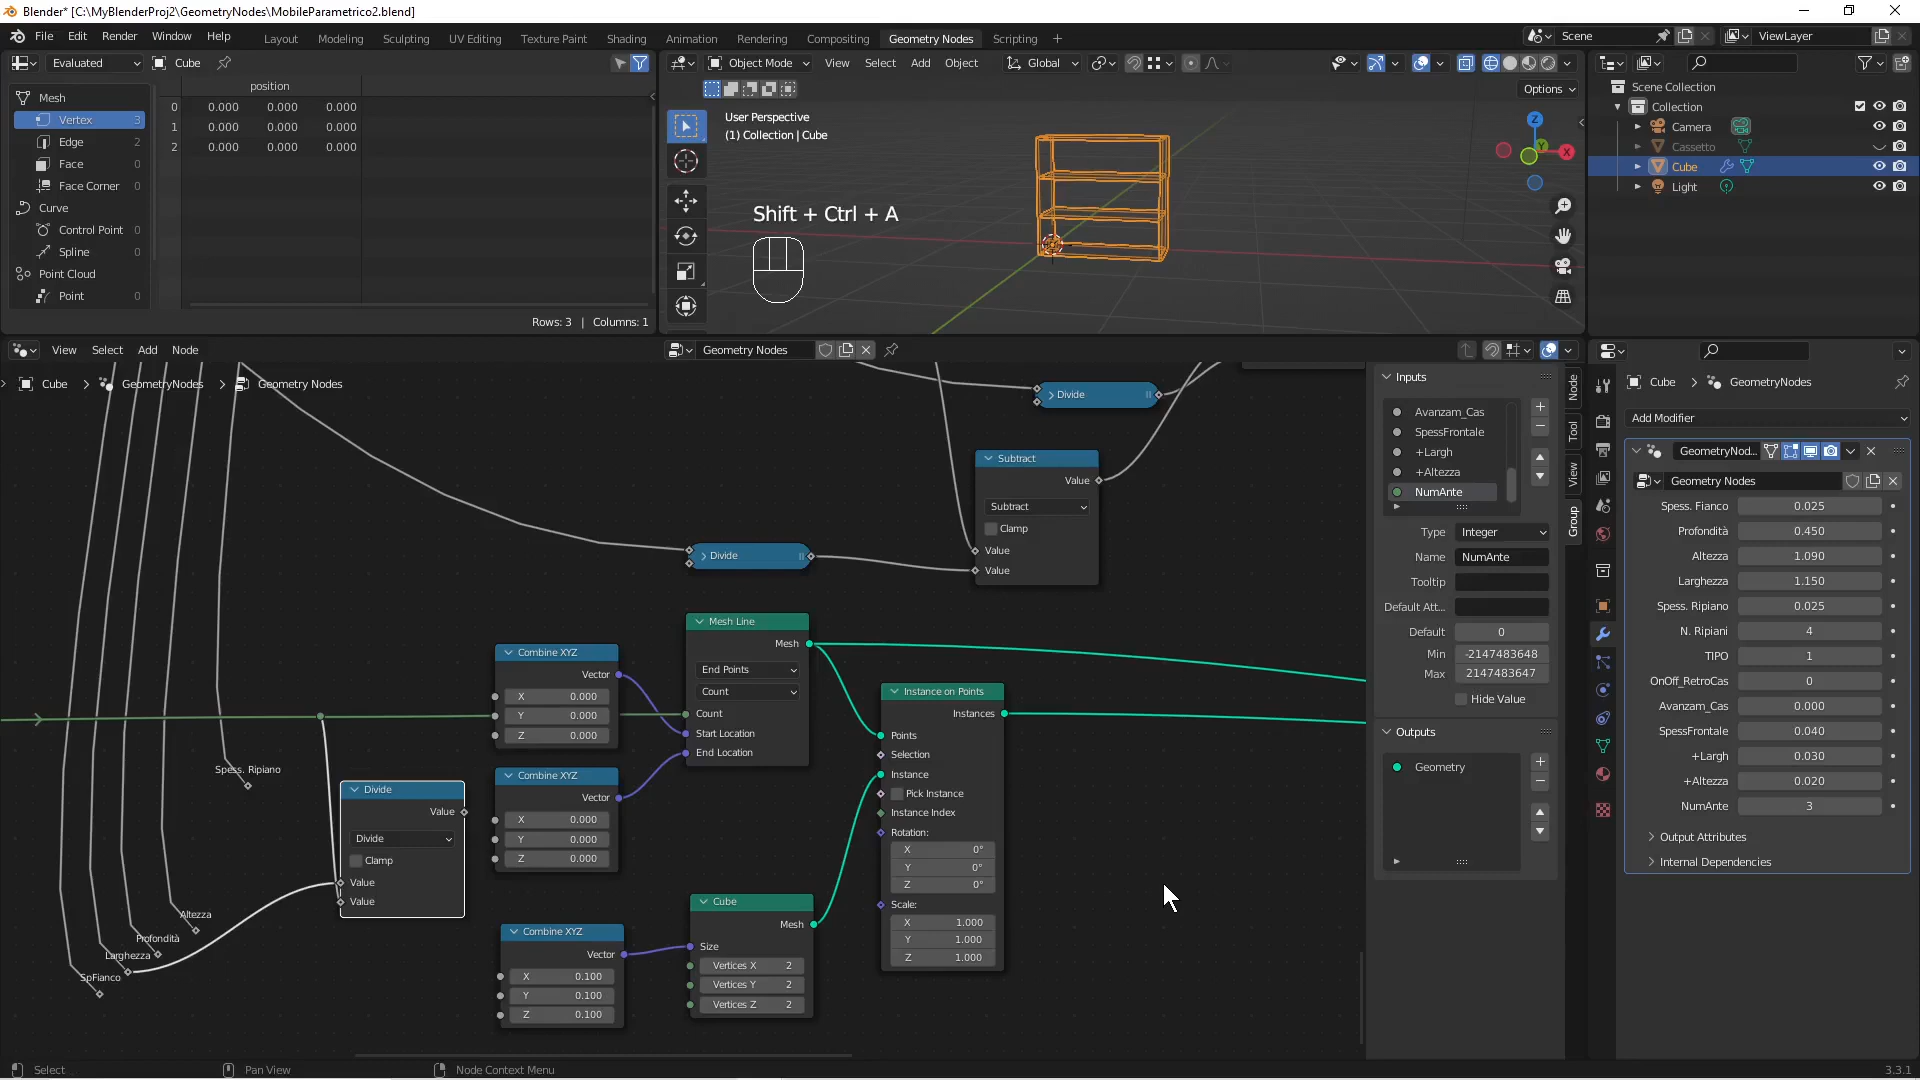 Blender* [C:\MyBlenderProj2\GeometryNodes\MobileParametrico2.blend]
File Edit Render Window Help
Layout Modeling Sculpting UV Editing Texture Paint Shading Animation Rendering Compositing Geometry Nodes Scripting +
Scene ViewLayer
Evaluated Cube
Object Mode View Select Add Object Global
Options
position
Mesh
Vertex 3
Edge 2
Face 0
Face Corner 0
Curve
Control Point 0
Spline 0
Point Cloud
Point 0
0 0.000 0.000 0.000
1 0.000 0.000 0.000
2 0.000 0.000 0.000
Rows: 3 | Columns: 1
User Perspective
(1) Collection | Cube
Shift + Ctrl + A
Z
Y
X
Scene Collection
Collection
Camera
Cassetto
Cube
Light
View Select Add Node
Geometry Nodes
Cube > GeometryNodes > Geometry Nodes
Divide
Subtract
Value
Subtract
Clamp
Value
Value
Divide
Mesh Line
Mesh
End Points
Count
Count
Start Location
End Location
Combine XYZ
Vector
X 0.000
Y 0.000
Z 0.000
Combine XYZ
Vector
X 0.000
Y 0.000
Z 0.000
Instance on Points
Instances
Points
Selection
Instance
Pick Instance
Instance Index
Rotation:
X 0°
Y 0°
Z 0°
Scale:
X 1.000
Y 1.000
Z 1.000
Spess. Ripiano
Divide
Value
Divide
Clamp
Value
Value
Altezza
Profondità
Larghezza
SpFianco
Combine XYZ
Vector
X 0.100
Y 0.100
Z 0.100
Cube
Mesh
Size
Vertices X 2
Vertices Y 2
Vertices Z 2
Inputs
Avanzam_Cas
SpessFrontale
+Largh
+Altezza
NumAnte
Type Integer
Name NumAnte
Tooltip
Default Att...
Default 0
Min -2147483648
Max 2147483647
Hide Value
Outputs
Geometry
Node
Tool
View
Group
Cube > GeometryNodes
Add Modifier
GeometryNod...
Geometry Nodes
Spess. Fianco 0.025
Profondità 0.450
Altezza 1.090
Larghezza 1.150
Spess. Ripiano 0.025
N. Ripiani 4
TIPO 1
OnOff_RetroCas 0
Avanzam_Cas 0.000
SpessFrontale 0.040
+Largh 0.030
+Altezza 0.020
NumAnte 3
Output Attributes
Internal Dependencies
Select Pan View Node Context Menu
3.3.1